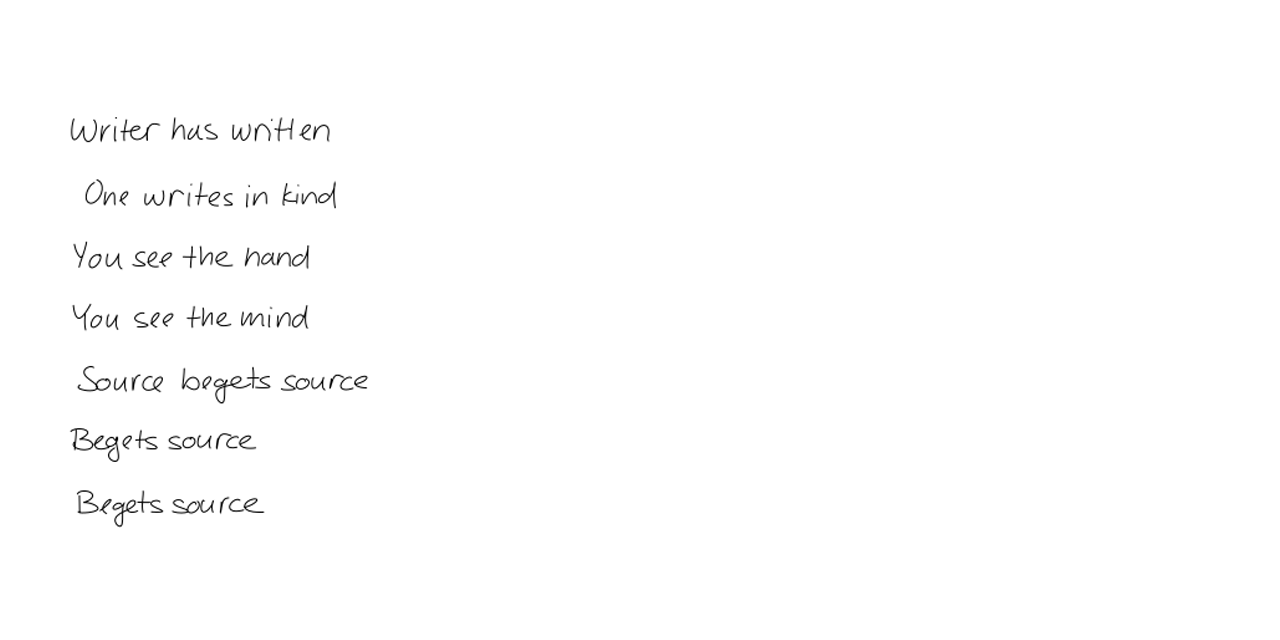 Writer has written
One writes in kind
You see the hand
You see the mind
Source begets source
Begets source
Begets source